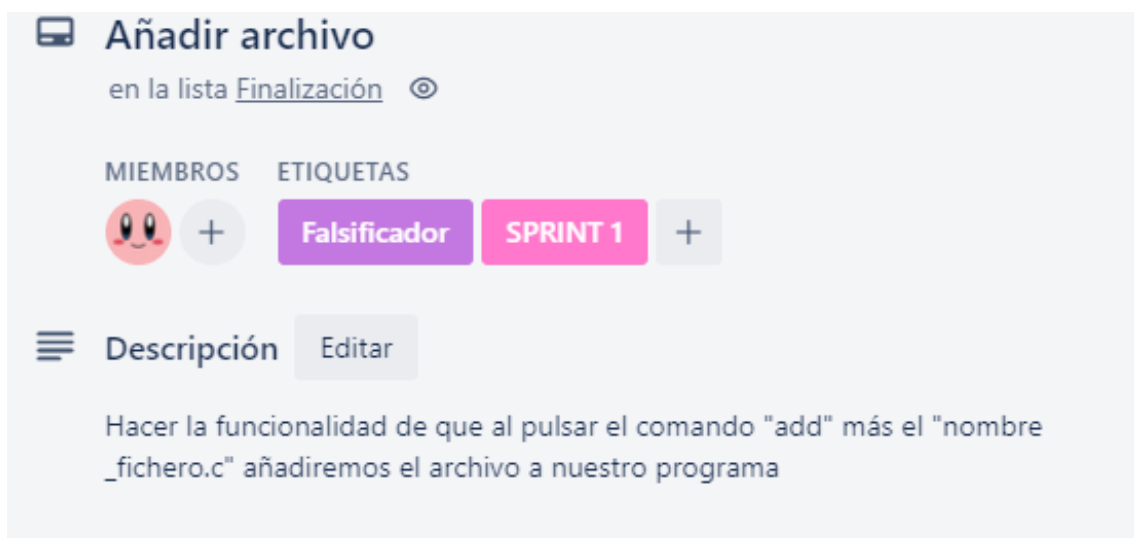 Añadir archivo
en la lista Finalización
MIEMBROS ETIQUETAS
+ Falsificador SPRINT 1 +
Descripción Editar
Hacer la funcionalidad de que al pulsar el comando "add" más el "nombre
_fichero.c" añadiremos el archivo a nuestro programa